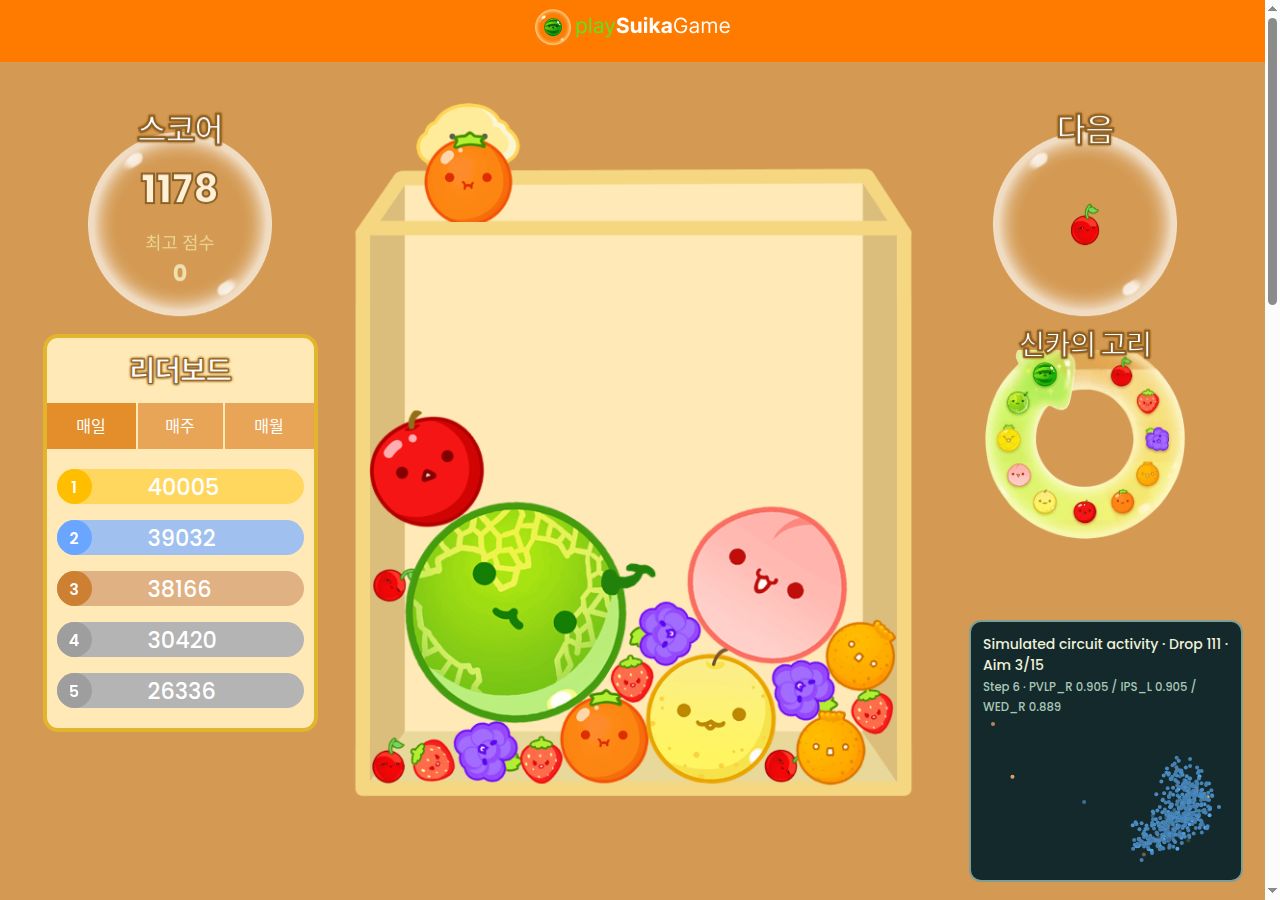 playSuikaGame
스코어
1178
최고 점수
0
다음
신카의 고리
리더보드
매일 매주 매월
1 40005
2 39032
3 38166
4 30420
5 26336
Simulated circuit activity · Drop 111 ·
Aim 3/15
Step 6 · PVLP_R 0.905 / IPS_L 0.905 /
WED_R 0.889